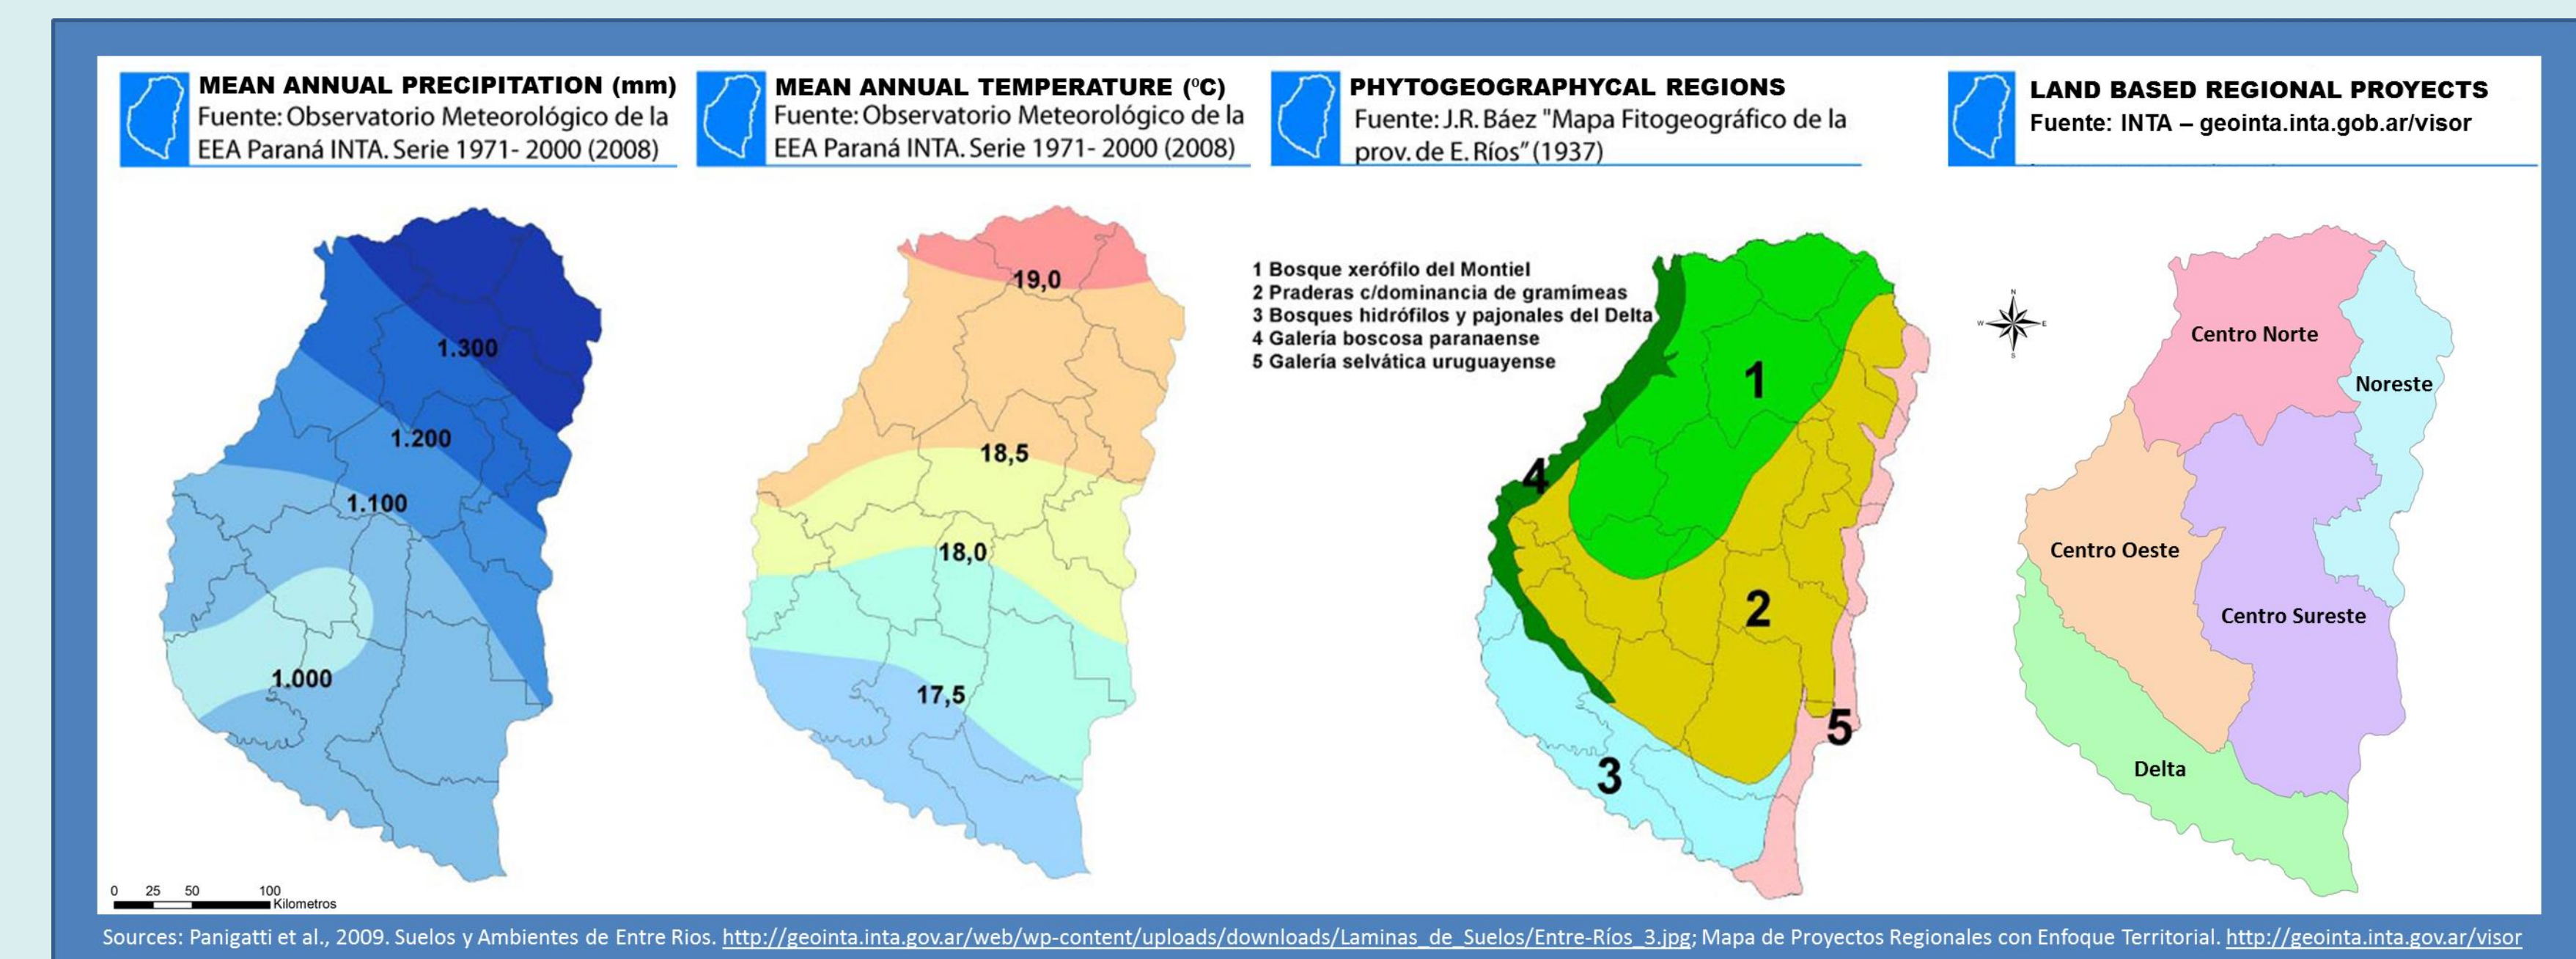 MEAN ANNUAL PRECIPITATION (mm)
Fuente: Observatorio Meteorológico de la
EEA Paraná INTA. Serie 1971- 2000 (2008)
1.300
1.200
1.100
1.000
0 25 50 100
Kilometros
MEAN ANNUAL TEMPERATURE (ºC)
Fuente: Observatorio Meteorológico de la
EEA Paraná INTA. Serie 1971- 2000 (2008)
19,0
18,5
18,0
17,5
PHYTOGEOGRAPHYCAL REGIONS
Fuente: J.R. Báez "Mapa Fitogeográfico de la
prov. de E. Ríos" (1937)
1 Bosque xerófilo del Montiel
2 Praderas c/dominancia de gramímeas
3 Bosques hidrófilos y pajonales del Delta
4 Galería boscosa paranaense
5 Galería selvática uruguayense
1
4
2
5
3
LAND BASED REGIONAL PROYECTS
Fuente: INTA – geointa.inta.gob.ar/visor
N
W E
S
Centro Norte
Noreste
Centro Oeste
Centro Sureste
Delta
Sources: Panigatti et al., 2009. Suelos y Ambientes de Entre Rios. http://geointa.inta.gov.ar/web/wp-content/uploads/downloads/Laminas_de_Suelos/Entre-Ríos_3.jpg; Mapa de Proyectos Regionales con Enfoque Territorial. http://geointa.inta.gov.ar/visor